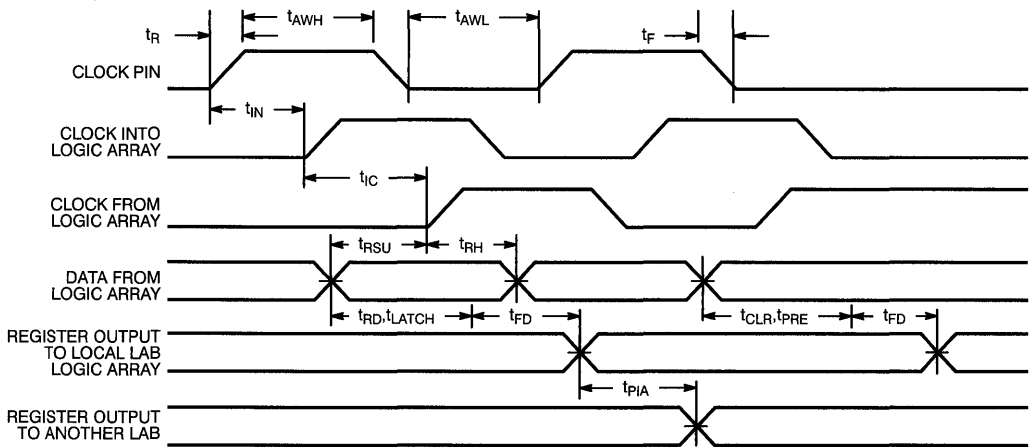 tAWH
tAWL
tR
tF
CLOCK PIN
tIN
CLOCK INTO
LOGIC ARRAY
tIC
CLOCK FROM
LOGIC ARRAY
tRSU
tRH
DATA FROM
LOGIC ARRAY
tRD,tLATCH
tFD
tCLR,tPRE
tFD
REGISTER OUTPUT
TO LOCAL LAB
LOGIC ARRAY
tPIA
REGISTER OUTPUT
TO ANOTHER LAB